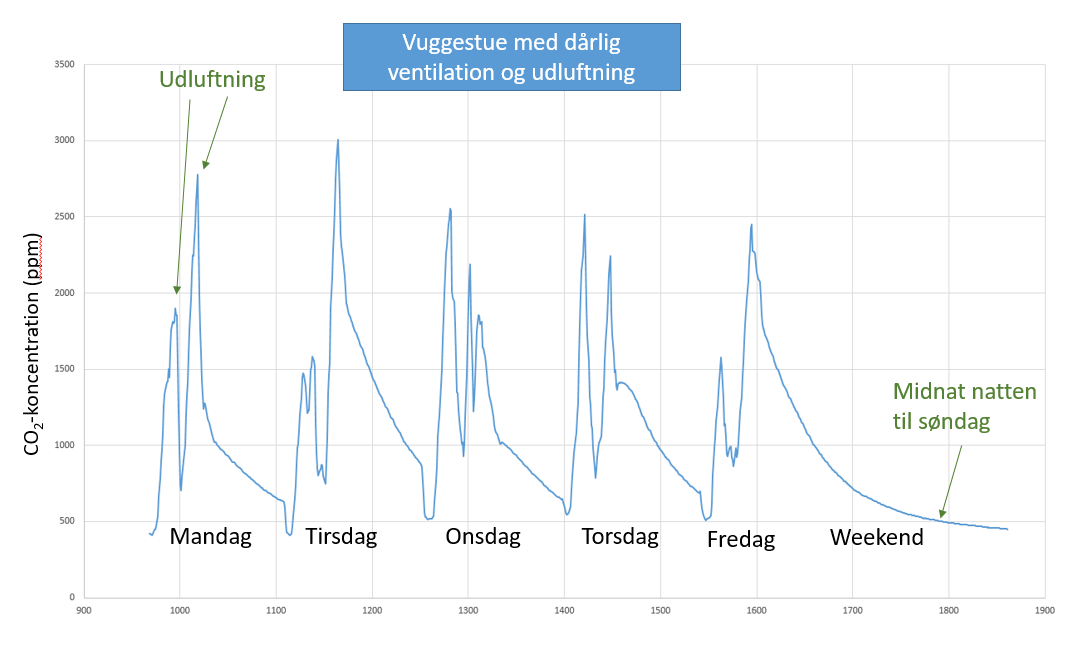 Vuggestue med dårlig
ventilation og udluftning
Udluftning
3500
3000
2500
2000
1500
1000
500
0
CO2-koncentration (ppm)
Midnat natten
til søndag
Mandag
Tirsdag
Onsdag
Torsdag
Fredag
Weekend
900
1000
1100
1200
1300
1400
1500
1600
1700
1800
1900